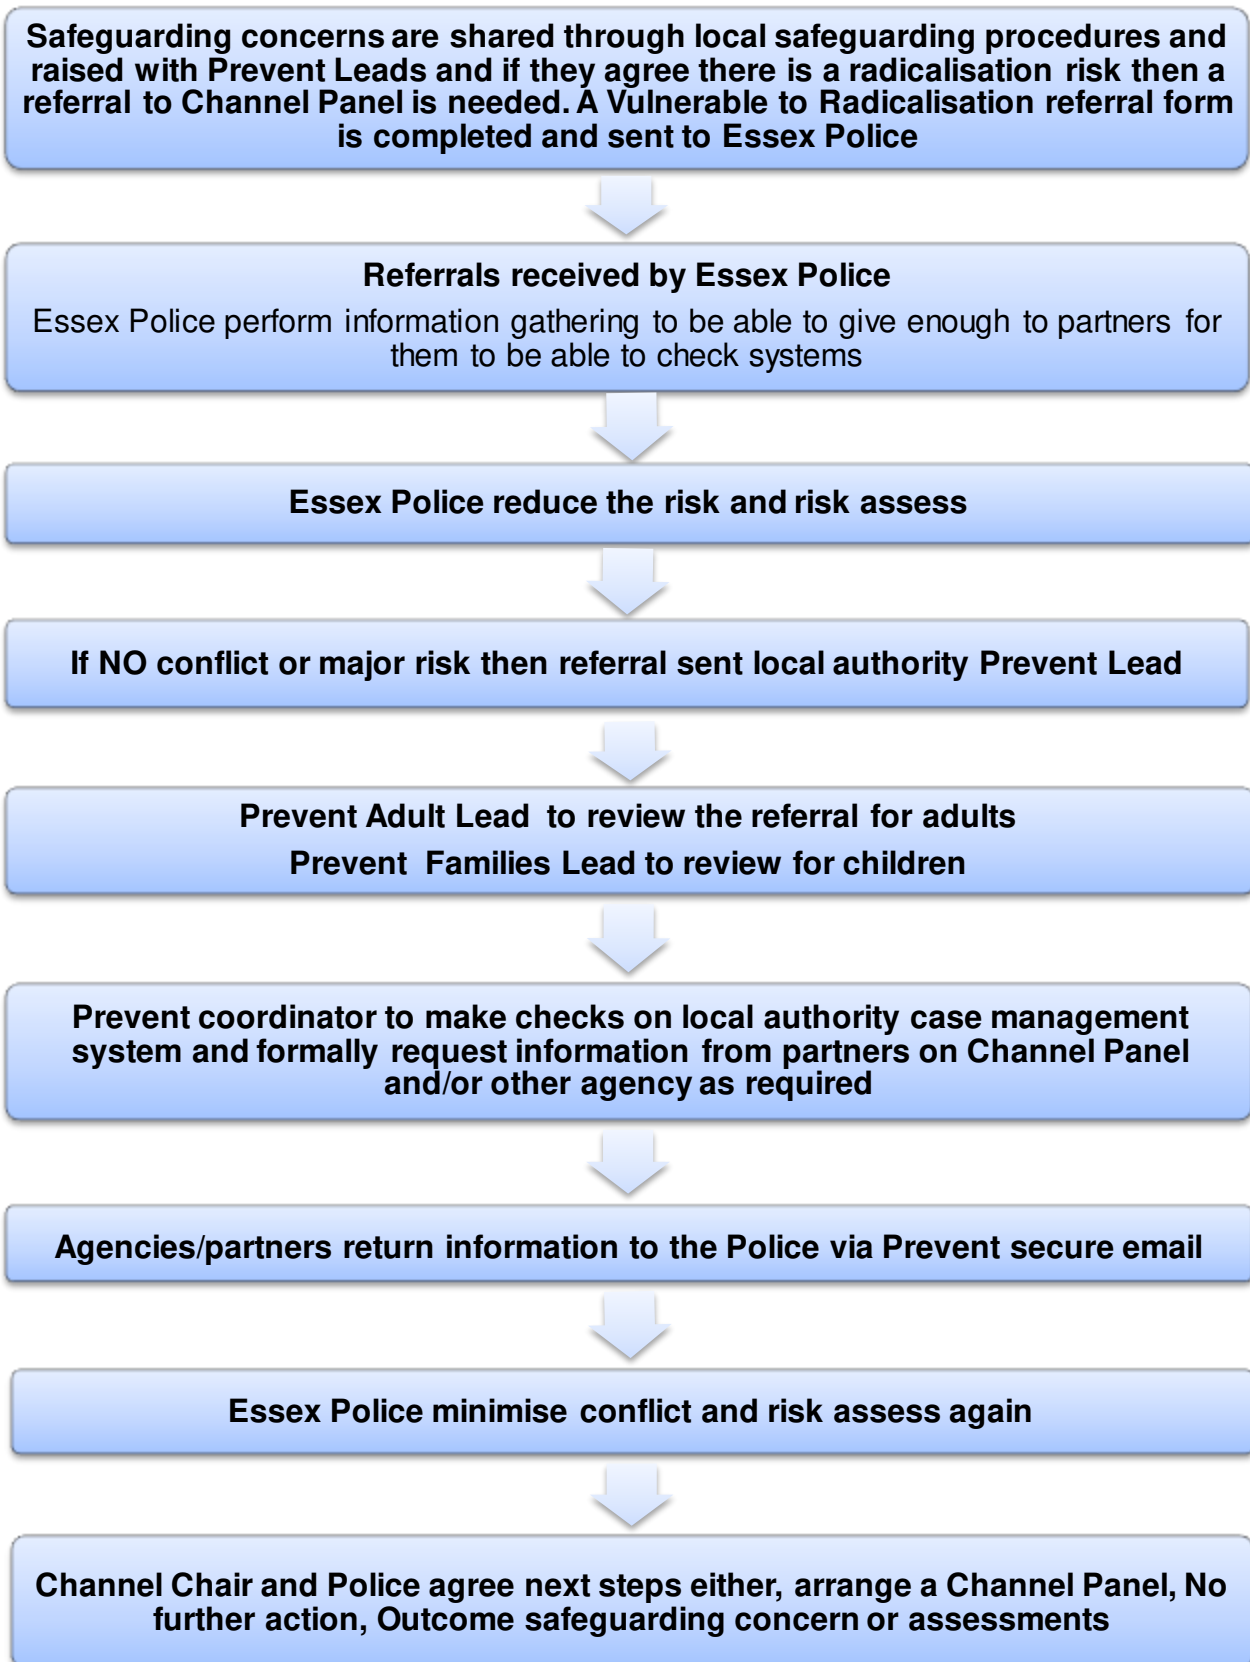 Safeguarding concerns are shared through local safeguarding procedures and
raised with Prevent Leads and if they agree there is a radicalisation risk then a
referral to Channel Panel is needed. A Vulnerable to Radicalisation referral form
is completed and sent to Essex Police
Referrals received by Essex Police
Essex Police perform information gathering to be able to give enough to partners for
them to be able to check systems
Essex Police reduce the risk and risk assess
If NO conflict or major risk then referral sent local authority Prevent Lead
Prevent Adult Lead to review the referral for adults
Prevent Families Lead to review for children
Prevent coordinator to make checks on local authority case management
system and formally request information from partners on Channel Panel
and/or other agency as required
Agencies/partners return information to the Police via Prevent secure email
Essex Police minimise conflict and risk assess again
Channel Chair and Police agree next steps either, arrange a Channel Panel, No
further action, Outcome safeguarding concern or assessments